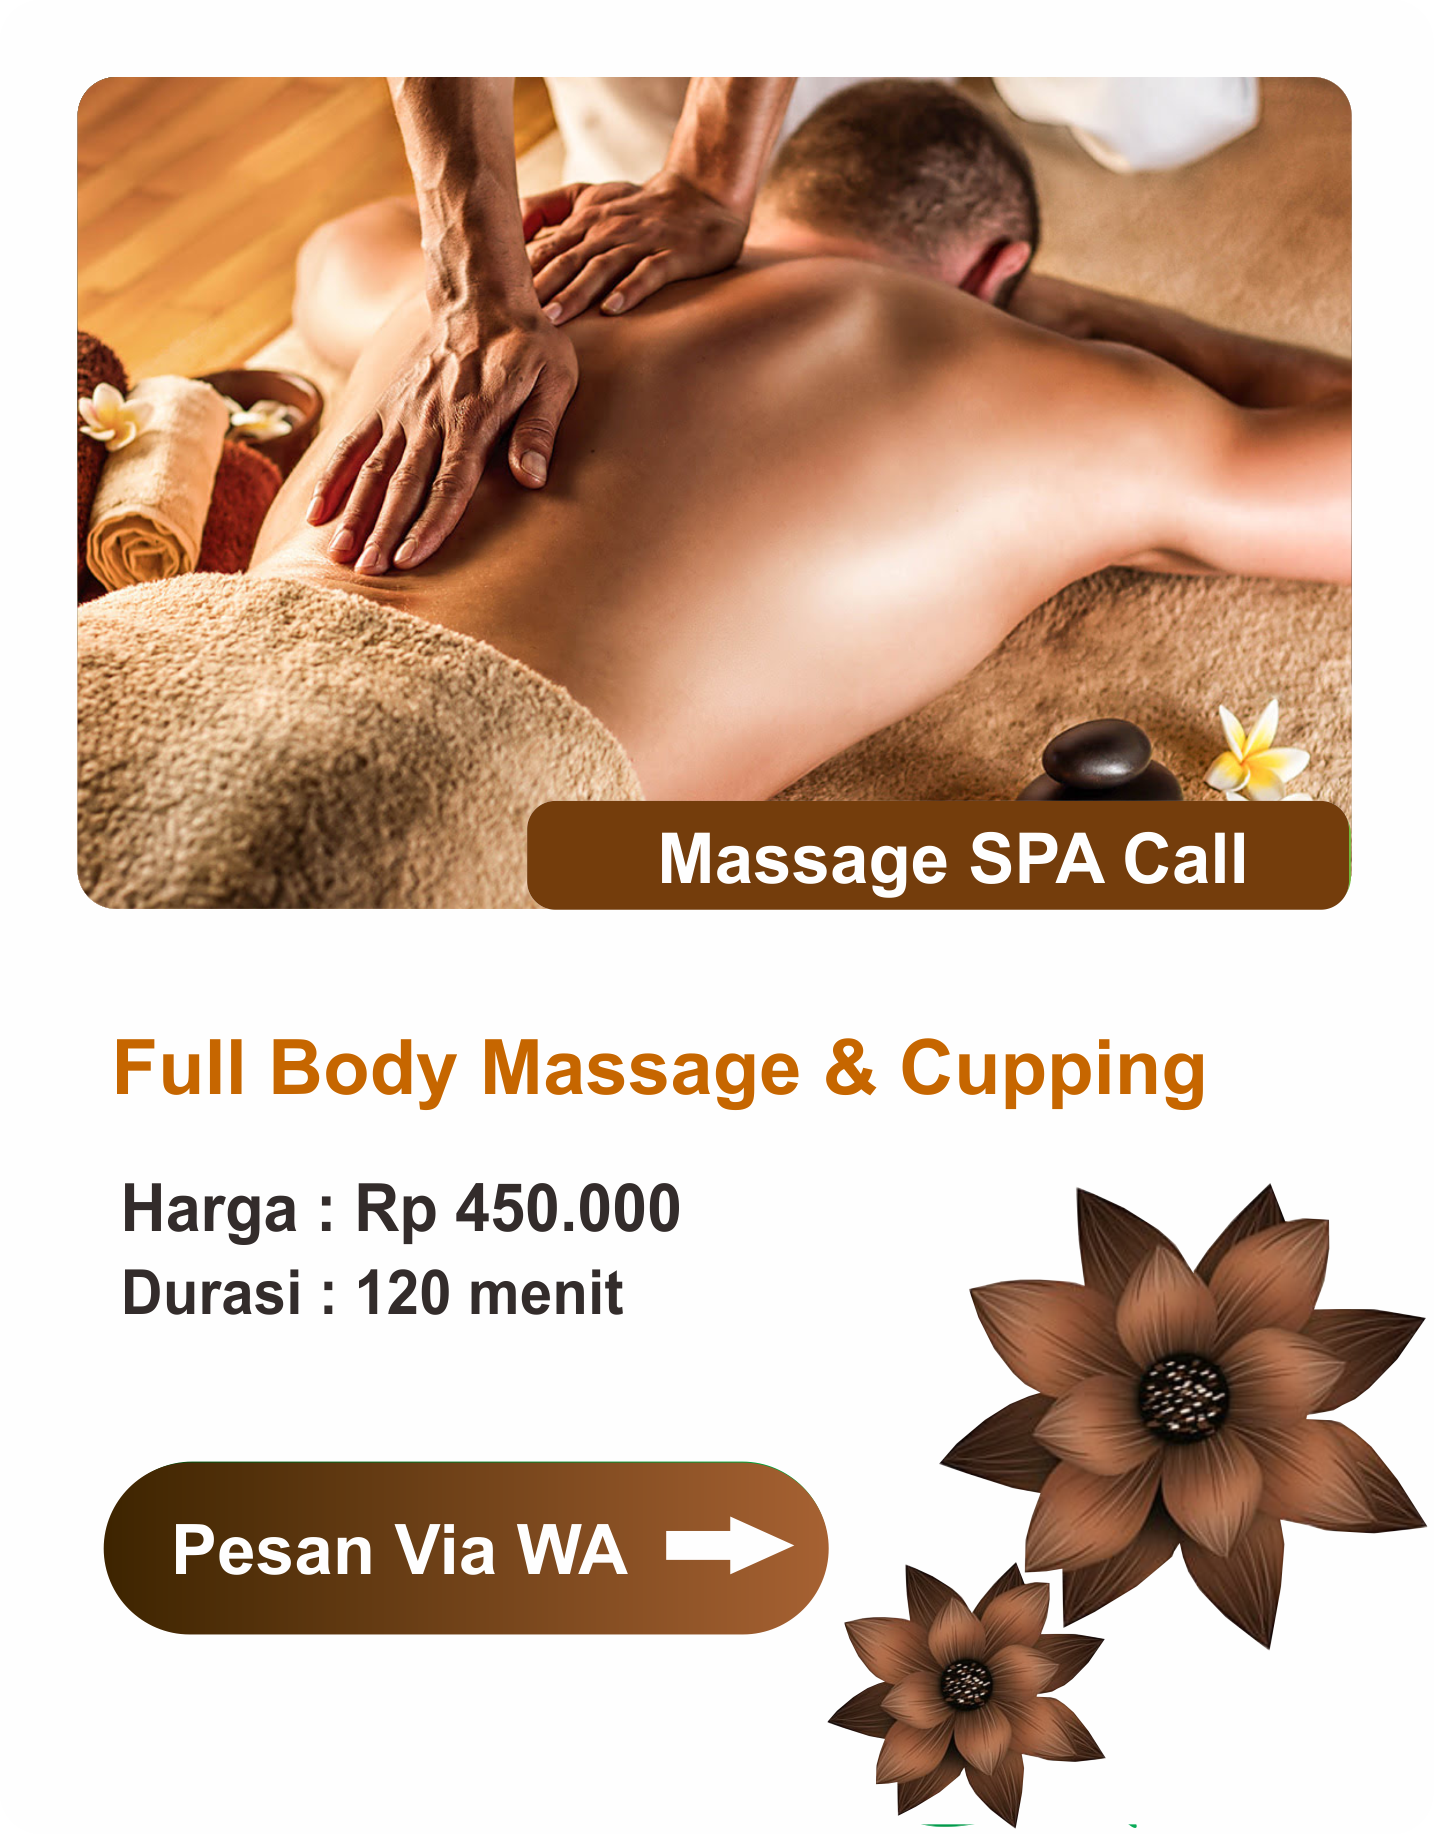 Massage SPA Call
Full Body Massage & Cupping
Harga : Rp 450.000
Durasi : 120 menit
Pesan Via WA